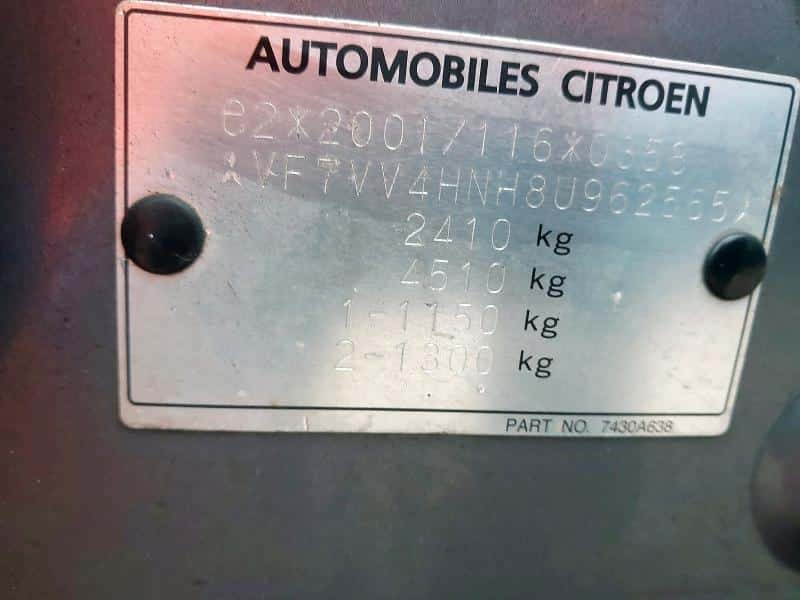 AUTOMOBILES CITROEN
e2*2001/116*0353
*VF7VV4HNH8U962565*
2410 kg
4510 kg
1-1150 kg
2-1300 kg
PART NO. 7430A638